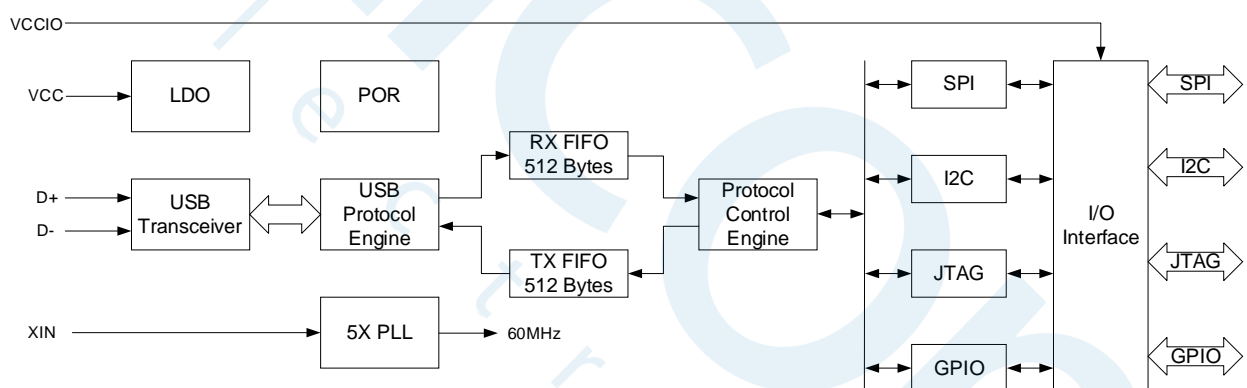 VCCIO
VCC
LDO
POR
SPI
SPI
RX FIFO
512 Bytes
D+
D-
USB
Transceiver
USB
Protocol
Engine
Protocol
Control
Engine
I2C
I2C
I/O
Interface
TX FIFO
512 Bytes
JTAG
JTAG
XIN
5X PLL
60MHz
GPIO
GPIO